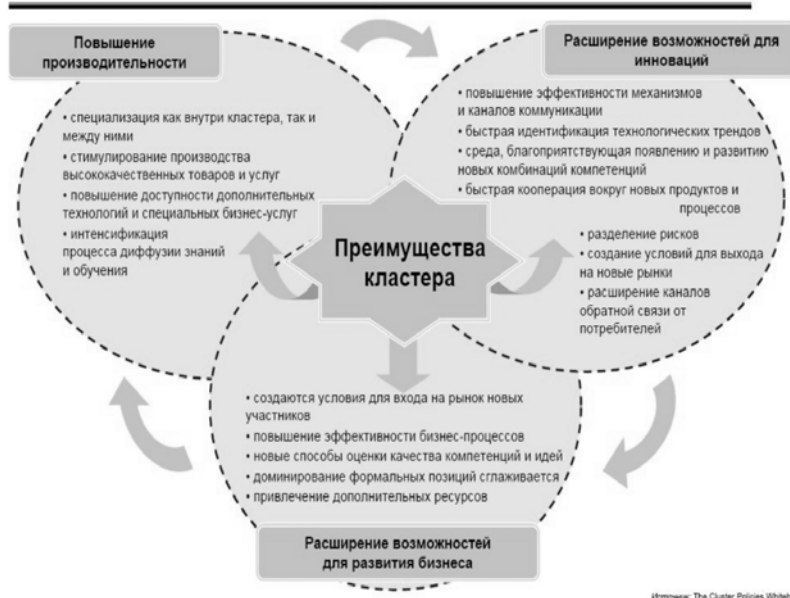 Повышение
производительности
• специализация как внутри кластера, так и
между ними
• стимулирование производства
высококачественных товаров и услуг
• повышение доступности дополнительных
технологий и специальных бизнес-услуг
• интенсификация
процесса диффузии знаний
и обучения
Расширение возможностей для
инноваций
• повышение эффективности механизмов
и каналов коммуникации
• быстрая идентификация технологических трендов
• среда, благоприятствующая появлению и развитию
новых комбинаций компетенций
• быстрая кооперация вокруг новых продуктов и
процессов
• разделение рисков
• создание условий для выхода
на новые рынки
• расширение каналов
обратной связи от
потребителей
Преимущества
кластера
• создаются условия для входа на рынок новых
участников
• повышение эффективности бизнес-процессов
• новые способы оценки качества компетенций и идей
• доминирование формальных позиций сглаживается
• привлечение дополнительных ресурсов
Расширение возможностей
для развития бизнеса
Источник: The Cluster Policies